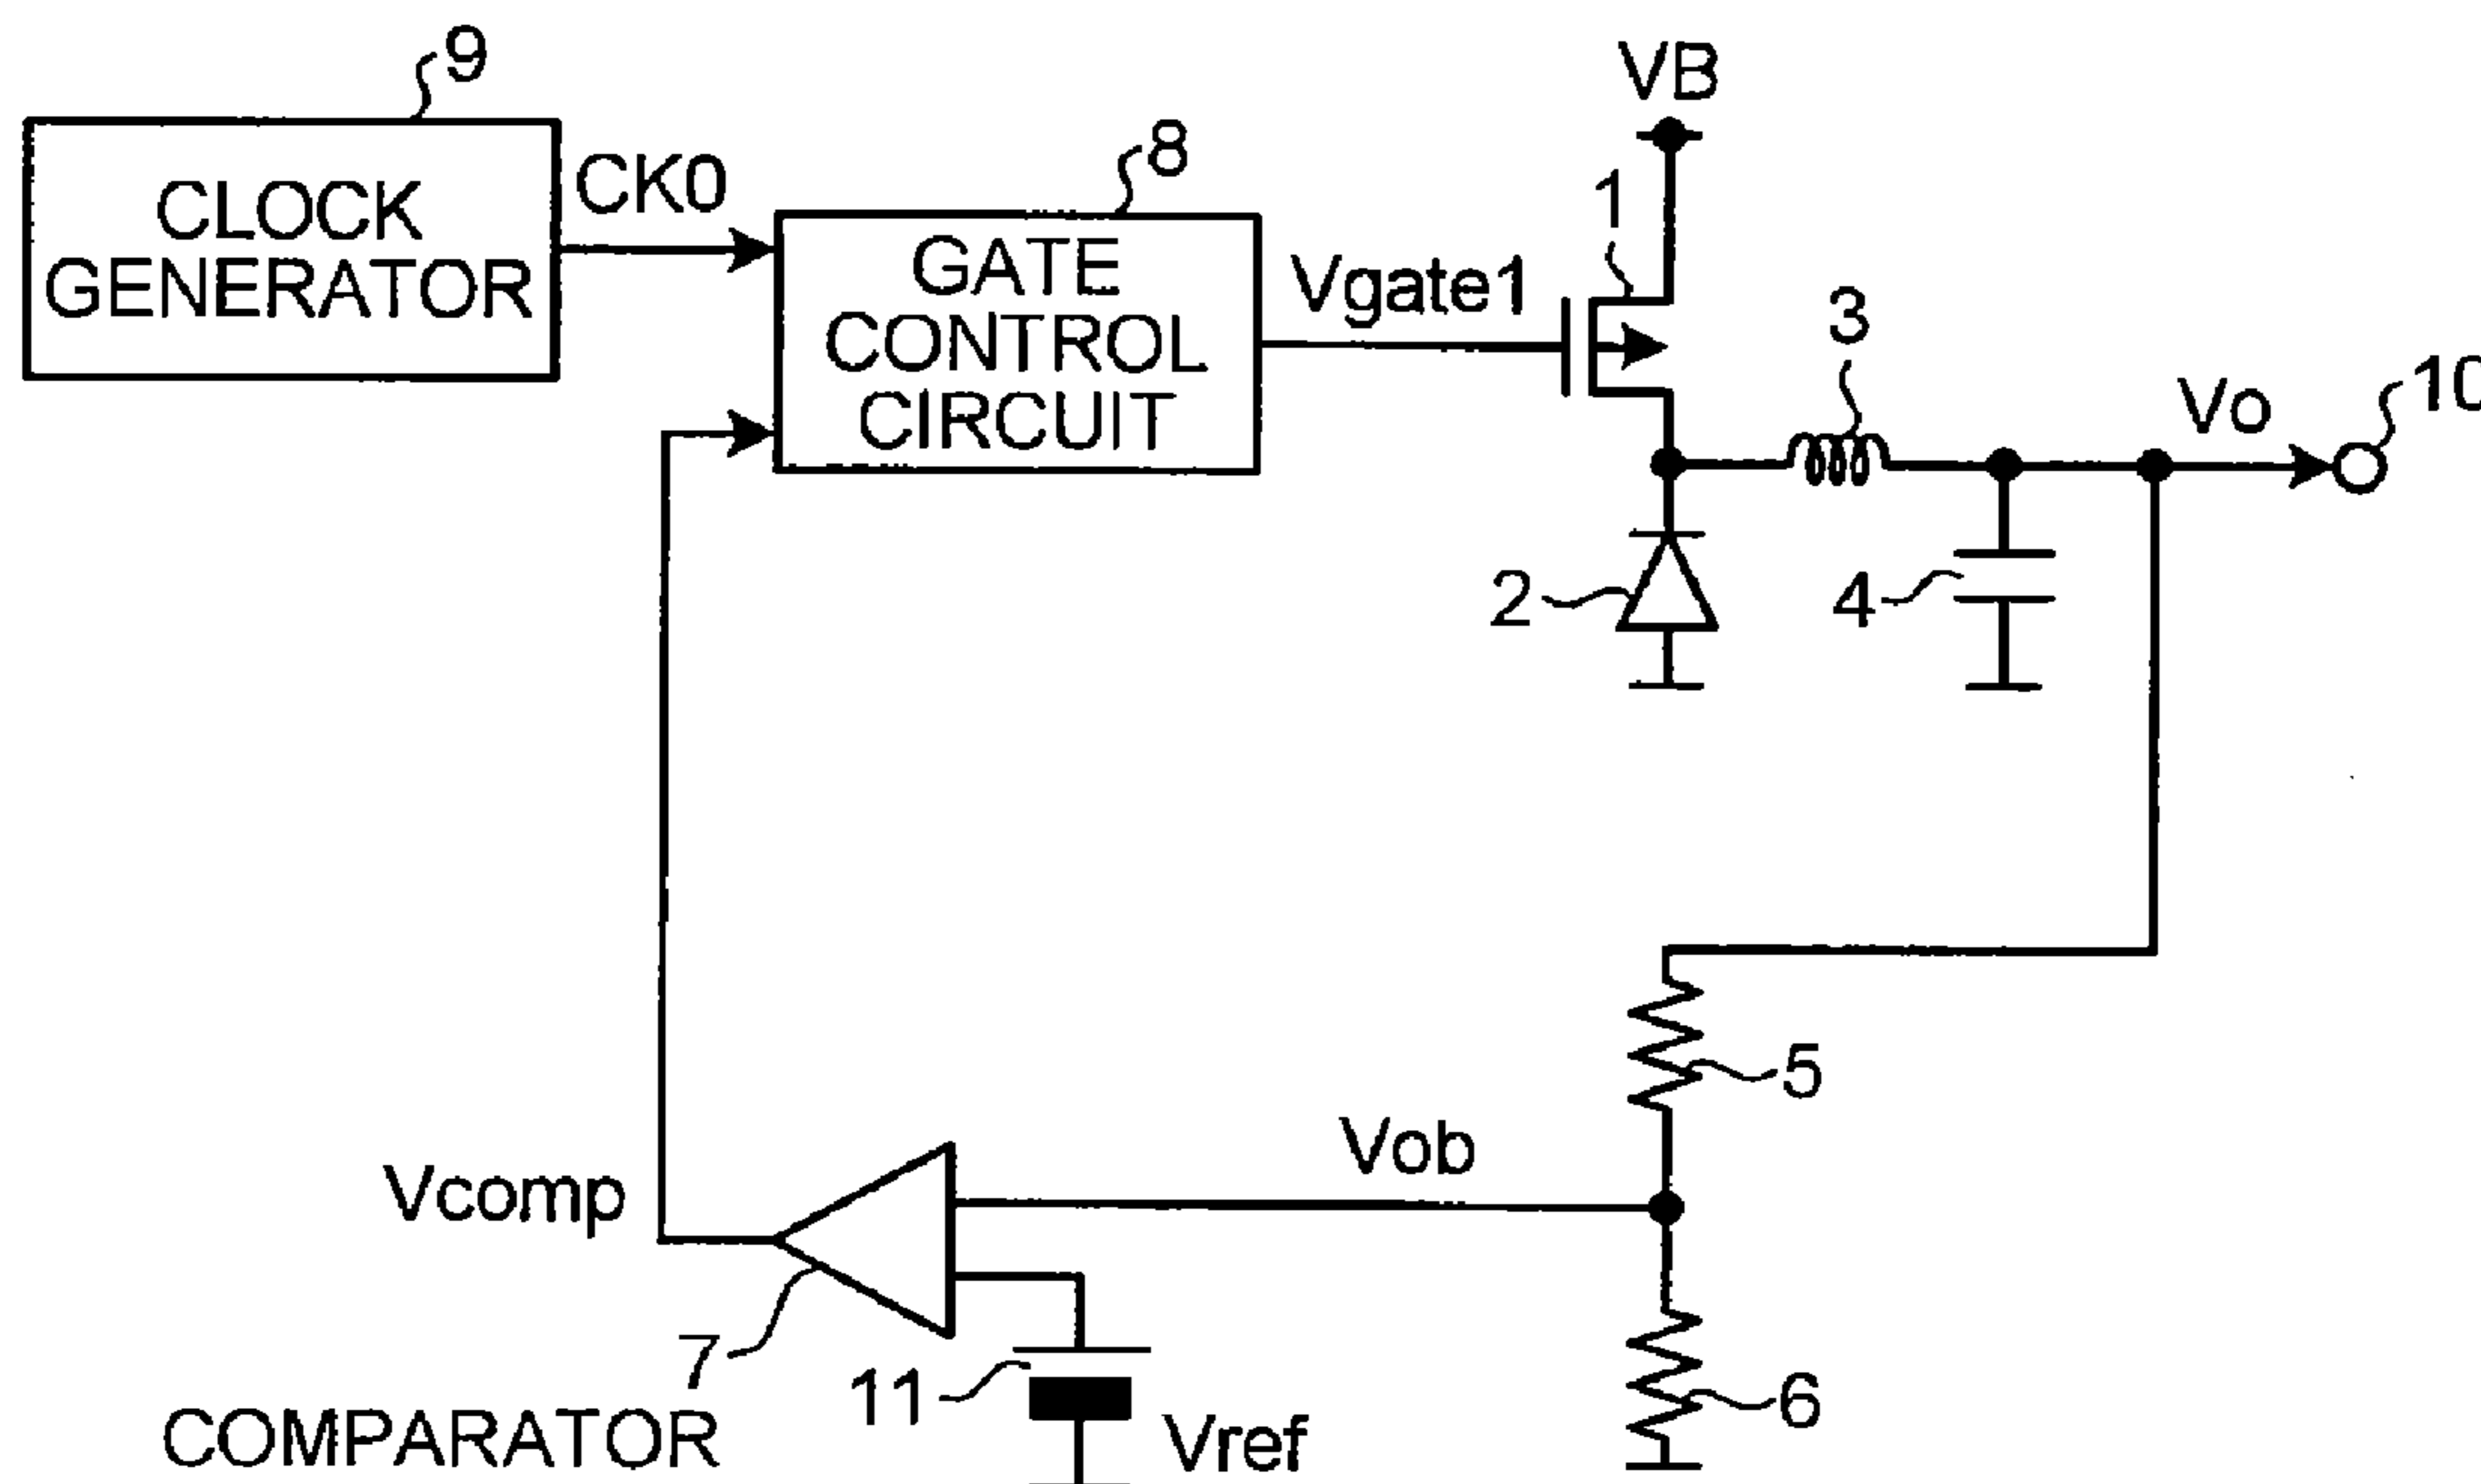 9
VB
CLOCK
GENERATOR
CK0
8
1
GATE
CONTROL
CIRCUIT
Vgate1
3
Vo
10
2
4
5
Vob
Vcomp
7
COMPARATOR
11
Vref
6